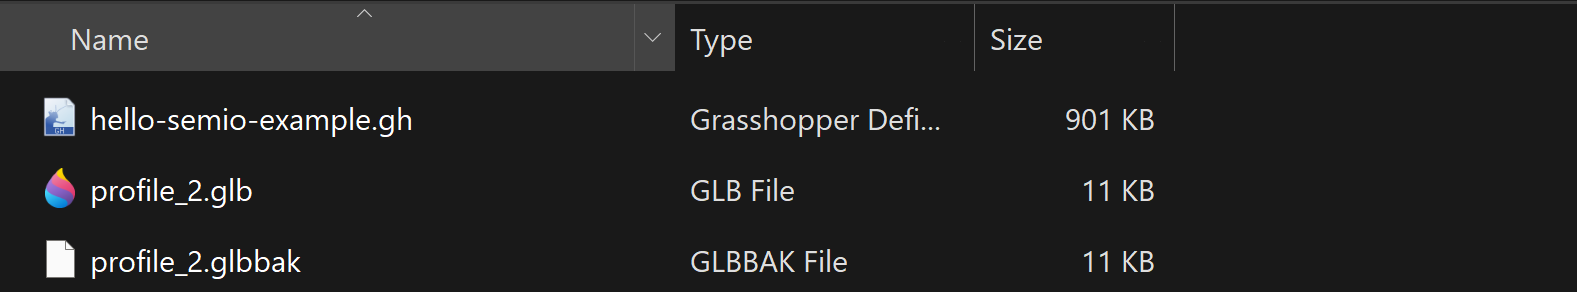 Name Type Size
hello-semio-example.gh Grasshopper Defi... 901 KB
profile_2.glb GLB File 11 KB
profile_2.glbbak GLBBAK File 11 KB